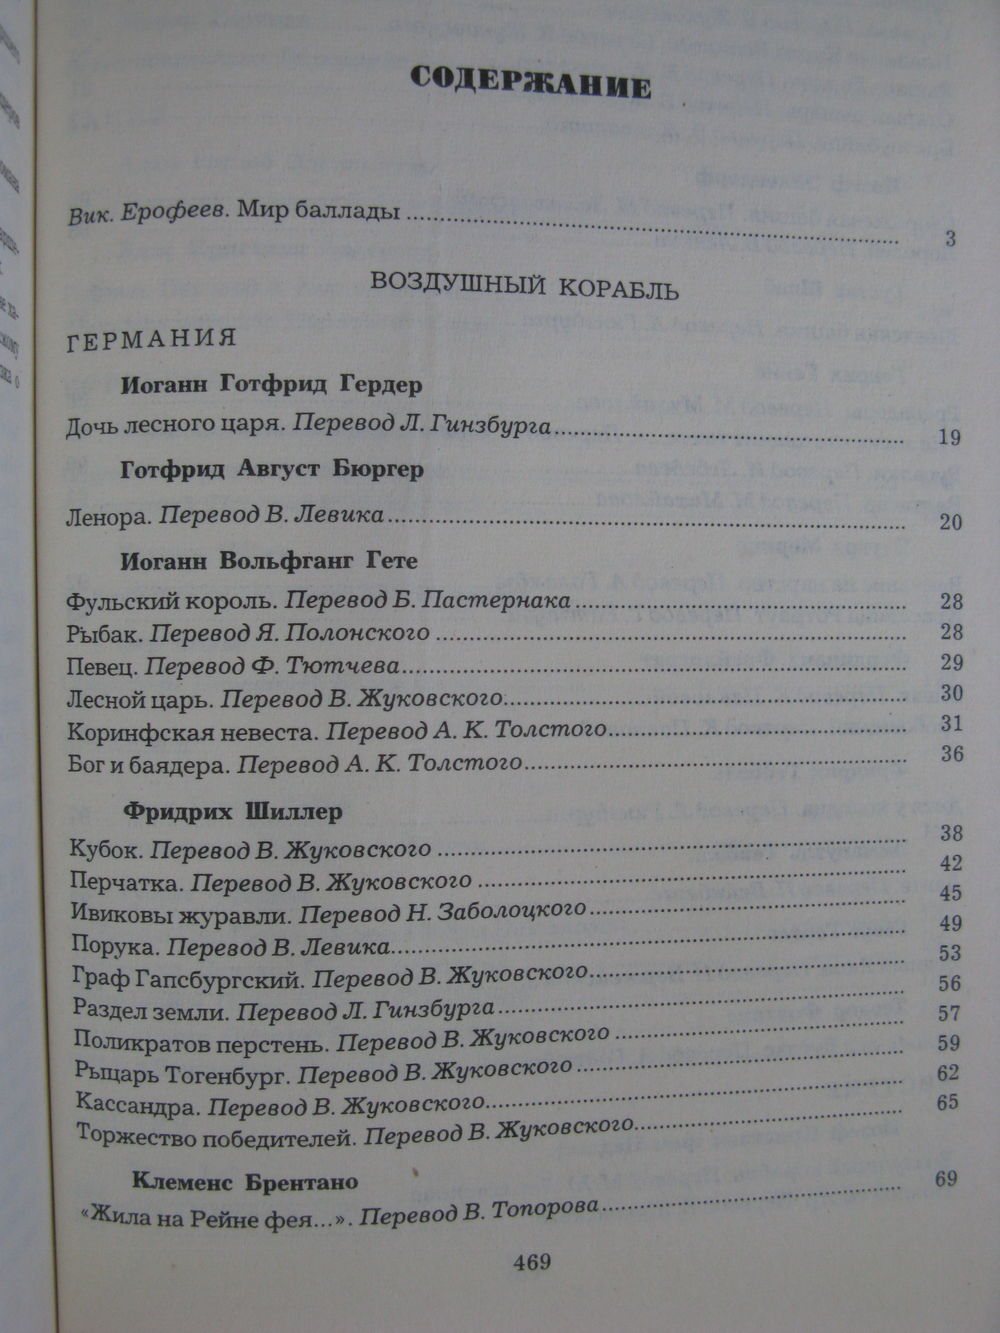 СОДЕРЖАНИЕ
Вик. Ерофеев. Мир баллады 3
ВОЗДУШНЫЙ КОРАБЛЬ
ГЕРМАНИЯ
Иоганн Готфрид Гердер
Дочь лесного царя. Перевод Л. Гинзбурга 19
Готфрид Август Бюргер
Ленора. Перевод В. Левика 20
Иоганн Вольфганг Гете
Фульский король. Перевод Б. Пастернака 28
Рыбак. Перевод Я. Полонского 28
Певец. Перевод Ф. Тютчева 29
Лесной царь. Перевод В. Жуковского 30
Коринфская невеста. Перевод А. К. Толстого 31
Бог и баядера. Перевод А. К. Толстого 36
Фридрих Шиллер
Кубок. Перевод В. Жуковского 38
Перчатка. Перевод В. Жуковского 42
Ивиковы журавли. Перевод Н. Заболоцкого 45
Порука. Перевод В. Левика 49
Граф Гапсбургский. Перевод В. Жуковского 53
Раздел земли. Перевод Л. Гинзбурга 56
Поликратов перстень. Перевод В. Жуковского 57
Рыцарь Тогенбург. Перевод В. Жуковского 59
Кассандра. Перевод В. Жуковского 62
Торжество победителей. Перевод В. Жуковского 65
Клеменс Брентано
«Жила на Рейне фея...». Перевод В. Топорова 69
469